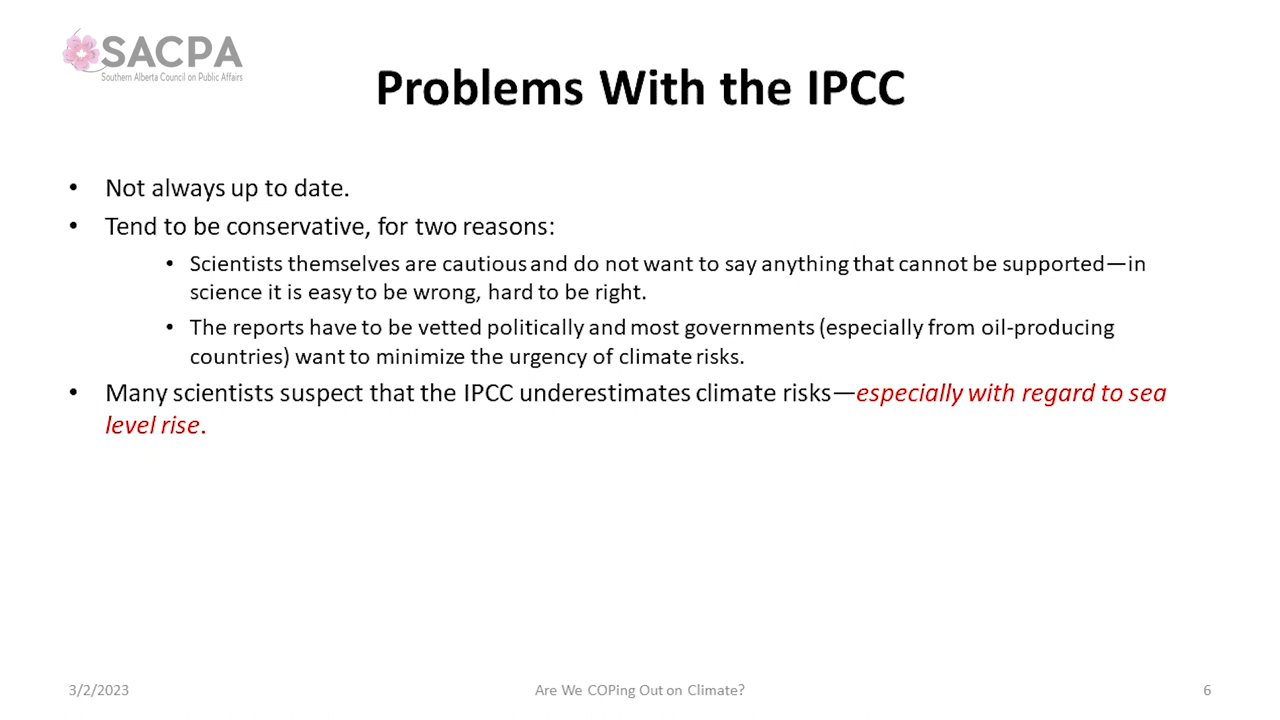 SACPA
Southern Alberta Council on Public Affairs
Problems With the IPCC
• Not always up to date.
• Tend to be conservative, for two reasons:
• Scientists themselves are cautious and do not want to say anything that cannot be supported—in
science it is easy to be wrong, hard to be right.
• The reports have to be vetted politically and most governments (especially from oil-producing
countries) want to minimize the urgency of climate risks.
• Many scientists suspect that the IPCC underestimates climate risks—especially with regard to sea
level rise.
3/2/2023
Are We COPing Out on Climate?
6